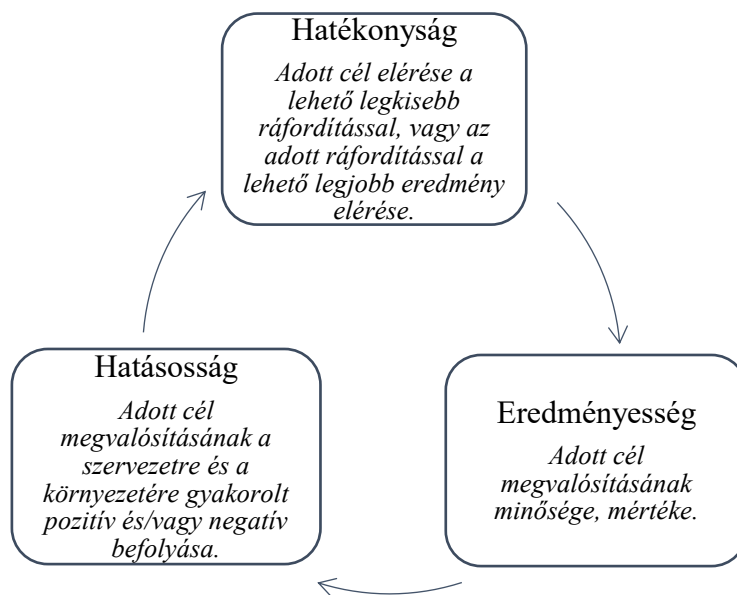 Hatékonyság
Adott cél elérése a
lehető legkisebb
ráfordítással, vagy az
adott ráfordítással a
lehető legjobb eredmény
elérése.
Hatásosság
Adott cél
megvalósításának a
szervezetre és a
környezetére gyakorolt
pozitív és/vagy negatív
befolyása.
Eredményesség
Adott cél
megvalósításának
minősége, mértéke.